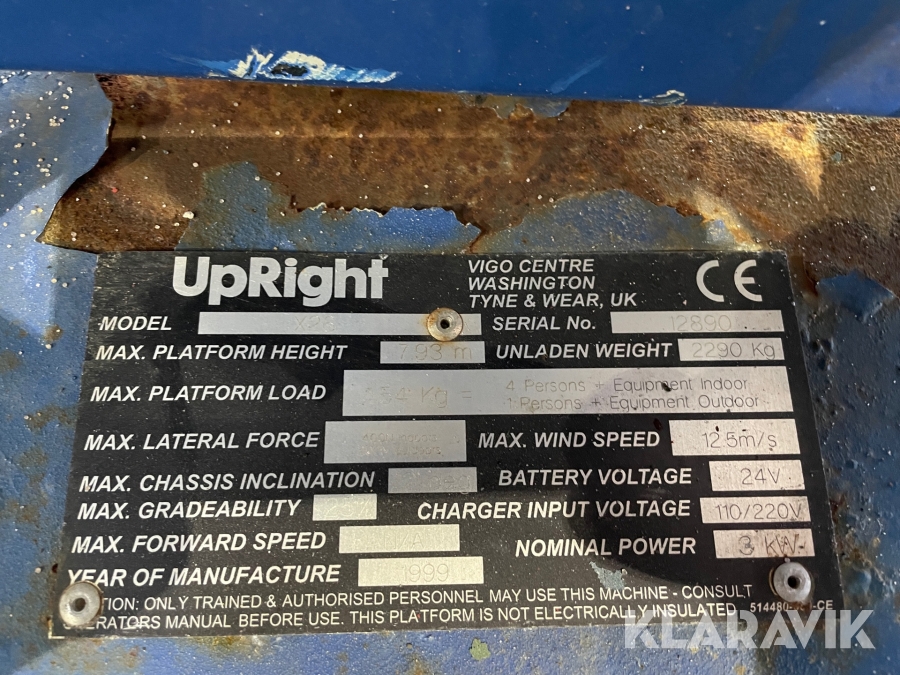 UpRight
VIGO CENTRE
WASHINGTON
TYNE & WEAR, UK
CE
MODEL
SERIAL No. 12890
MAX. PLATFORM HEIGHT 7.93 m UNLADEN WEIGHT 2290 Kg
MAX. PLATFORM LOAD Kg = 4 Persons + Equipment Indoor
1 Persons + Equipment Outdoor
MAX. LATERAL FORCE MAX. WIND SPEED 12.5m/s
MAX. CHASSIS INCLINATION BATTERY VOLTAGE 24V
MAX. GRADEABILITY CHARGER INPUT VOLTAGE 110/220V
MAX. FORWARD SPEED NOMINAL POWER 3 kW
YEAR OF MANUFACTURE 1999
ONLY TRAINED & AUTHORISED PERSONNEL MAY USE THIS MACHINE - CONSULT
MANUAL BEFORE USE. THIS PLATFORM IS NOT ELECTRICALLY INSULATED
KLARAVIK